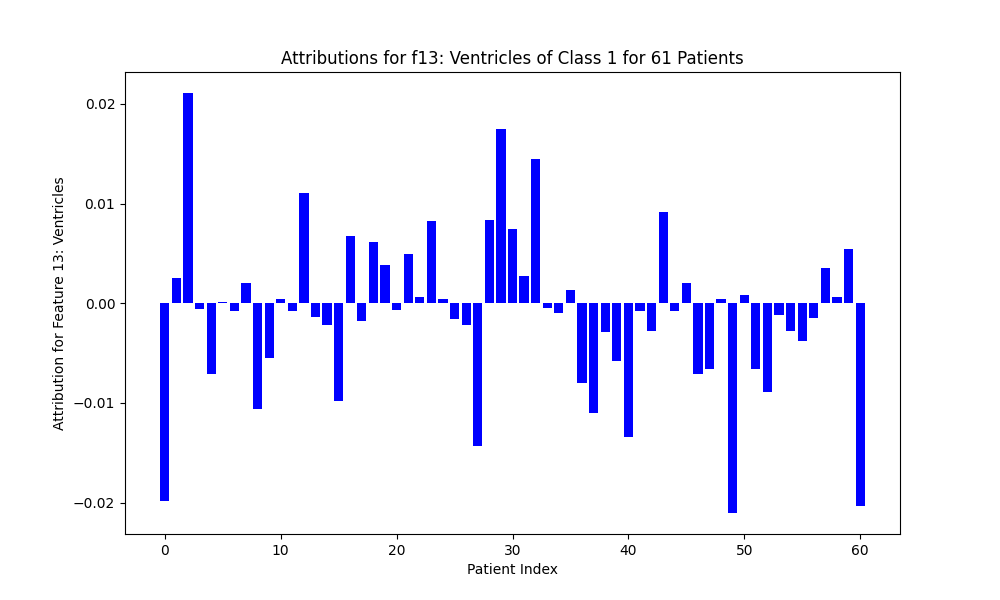 Attributions for f13: Ventricles of Class 1 for 61 Patients
Attribution for Feature 13: Ventricles
0.02
0.01
0.00
−0.01
−0.02
0 10 20 30 40 50 60
Patient Index